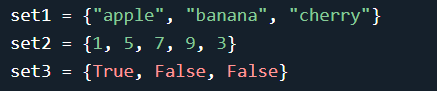 set1 = {"apple", "banana", "cherry"}
set2 = {1, 5, 7, 9, 3}
set3 = {True, False, False}